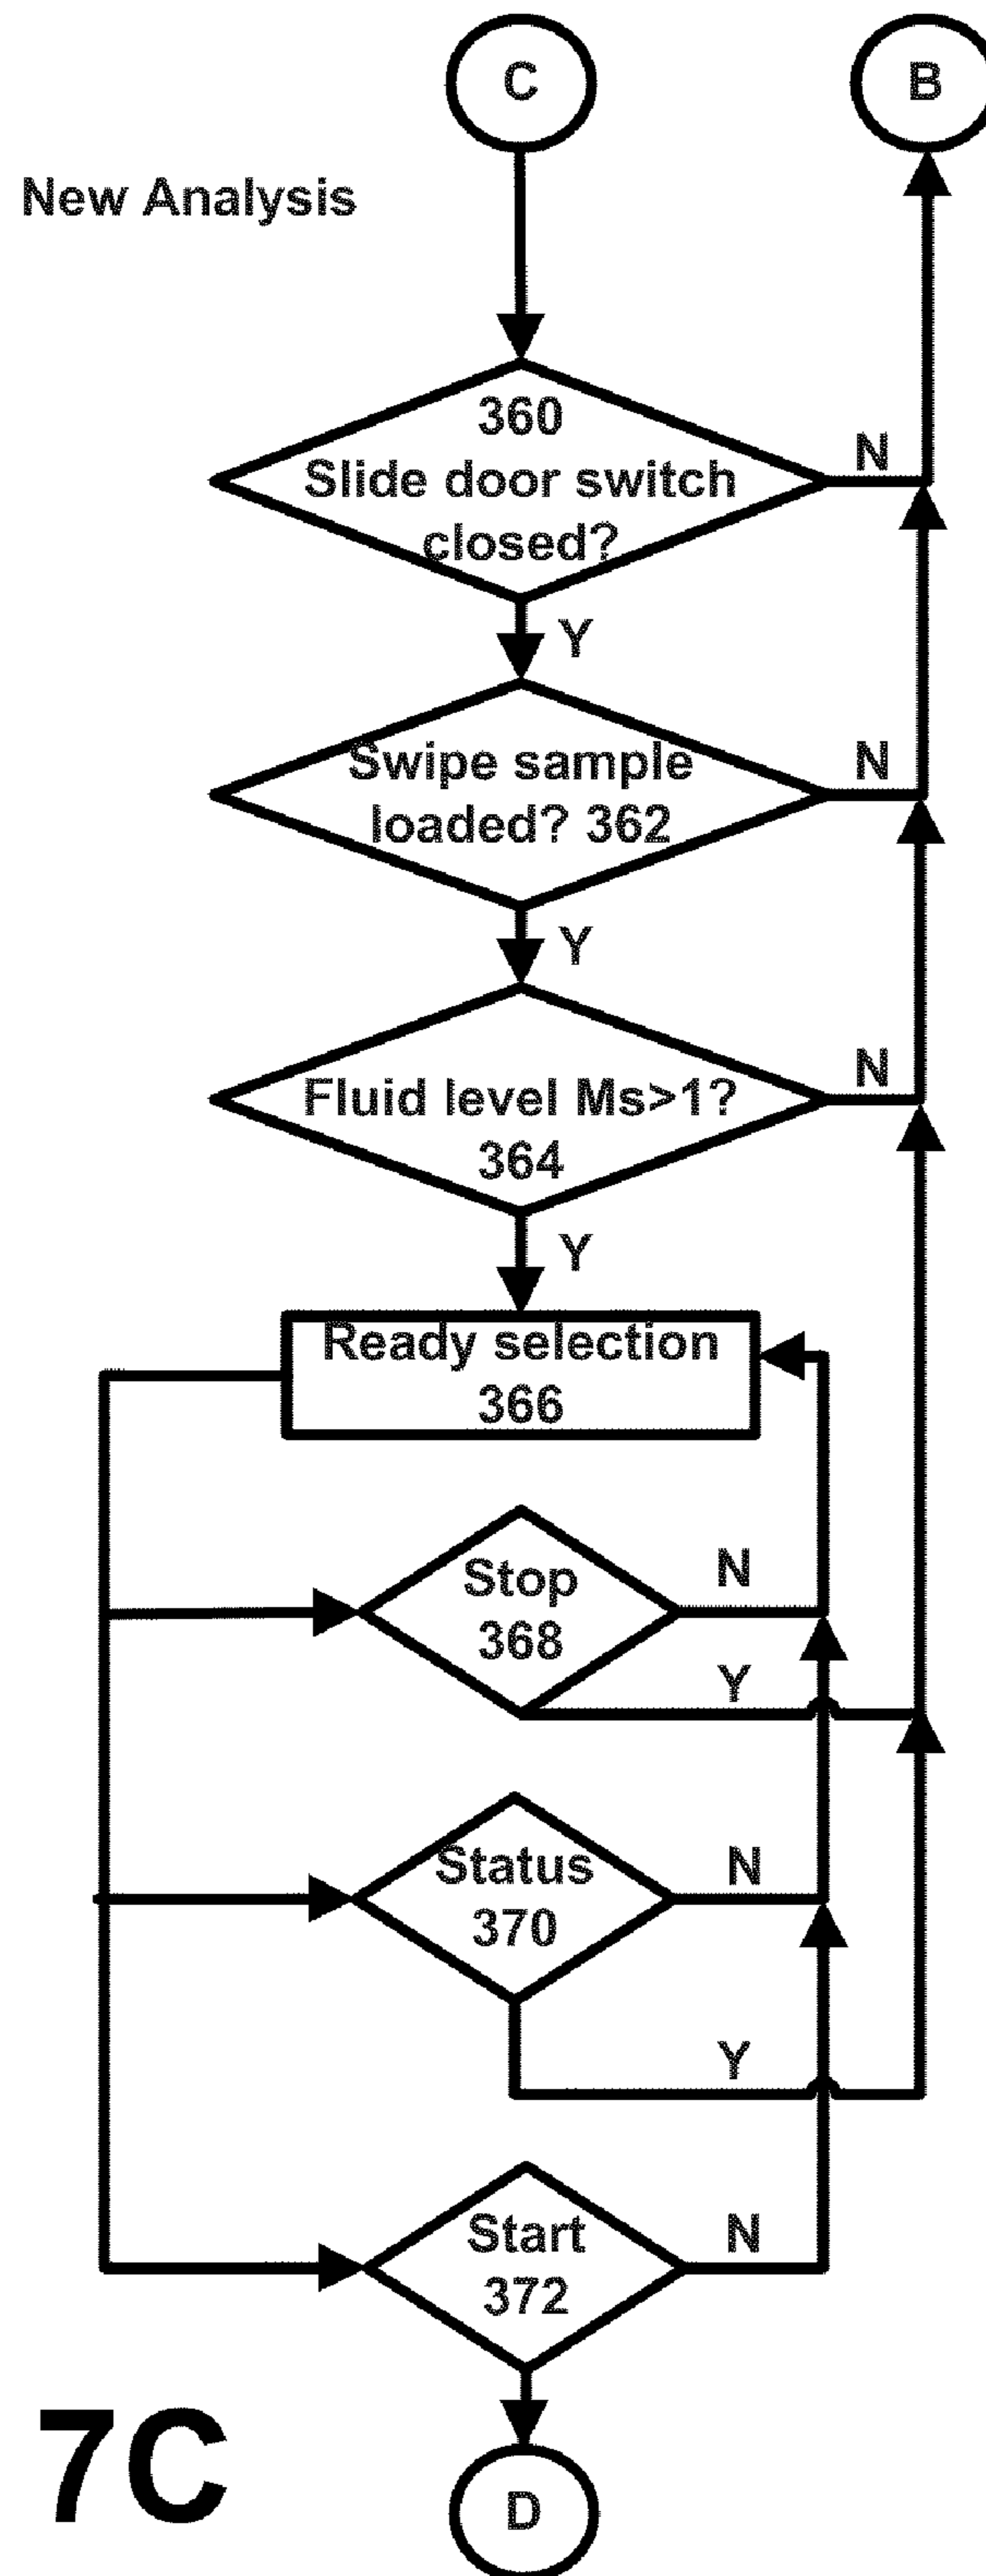 C
B
New Analysis
360
Slide door switch
closed?
N
Y
Swipe sample
loaded? 362
N
Y
Fluid level Ms>1?
364
N
Y
Ready selection
366
Stop
368
N
Y
Status
370
N
Y
Start
372
N
7C
D